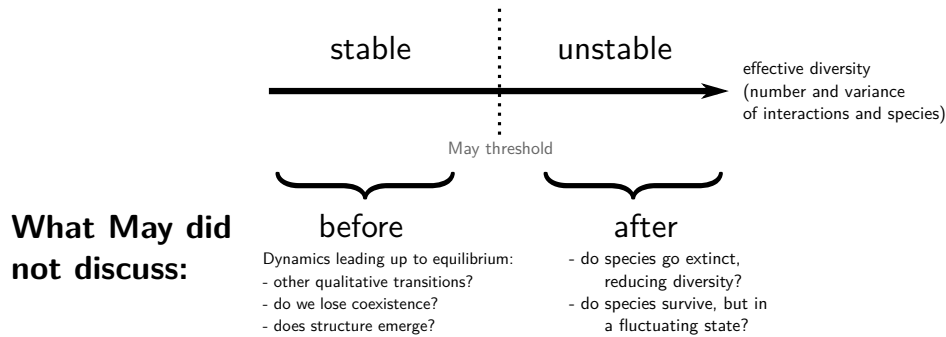 stable
unstable
effective diversity
(number and variance
of interactions and species)
May threshold
What May did
not discuss:
before
Dynamics leading up to equilibrium:
- other qualitative transitions?
- do we lose coexistence?
- does structure emerge?
after
- do species go extinct,
reducing diversity?
- do species survive, but in
a fluctuating state?